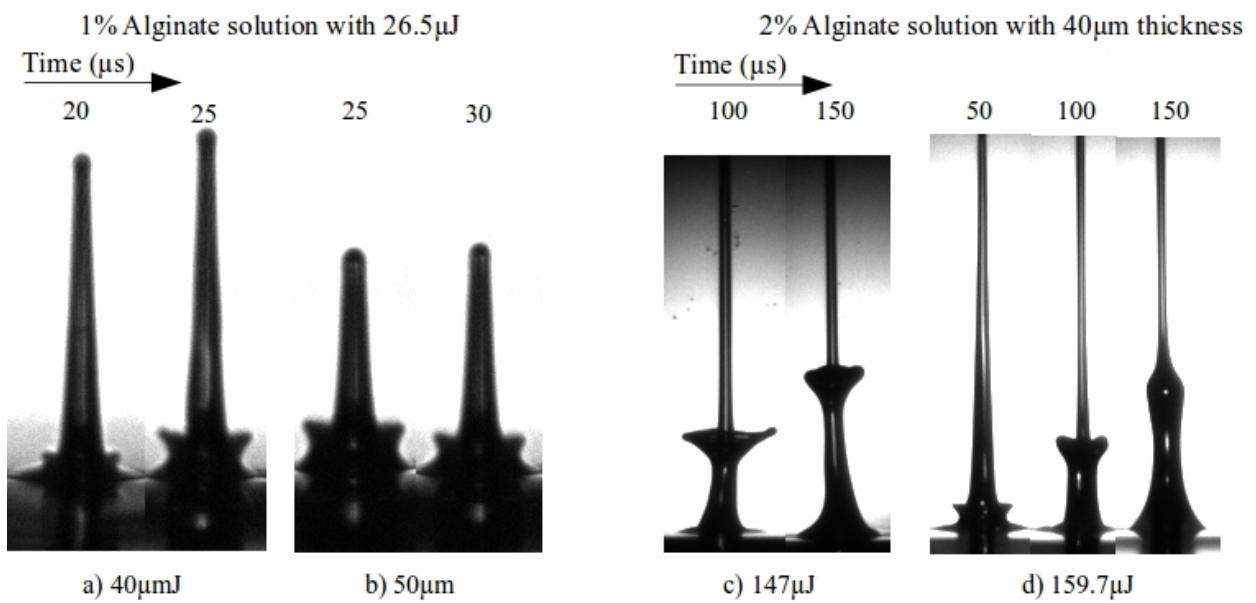 1% Alginate solution with 26.5µJ
Time (µs)
20 25 25 30
a) 40µmJ b) 50µm
2% Alginate solution with 40µm thickness
Time (µs)
100 150 50 100 150
c) 147µJ d) 159.7µJ